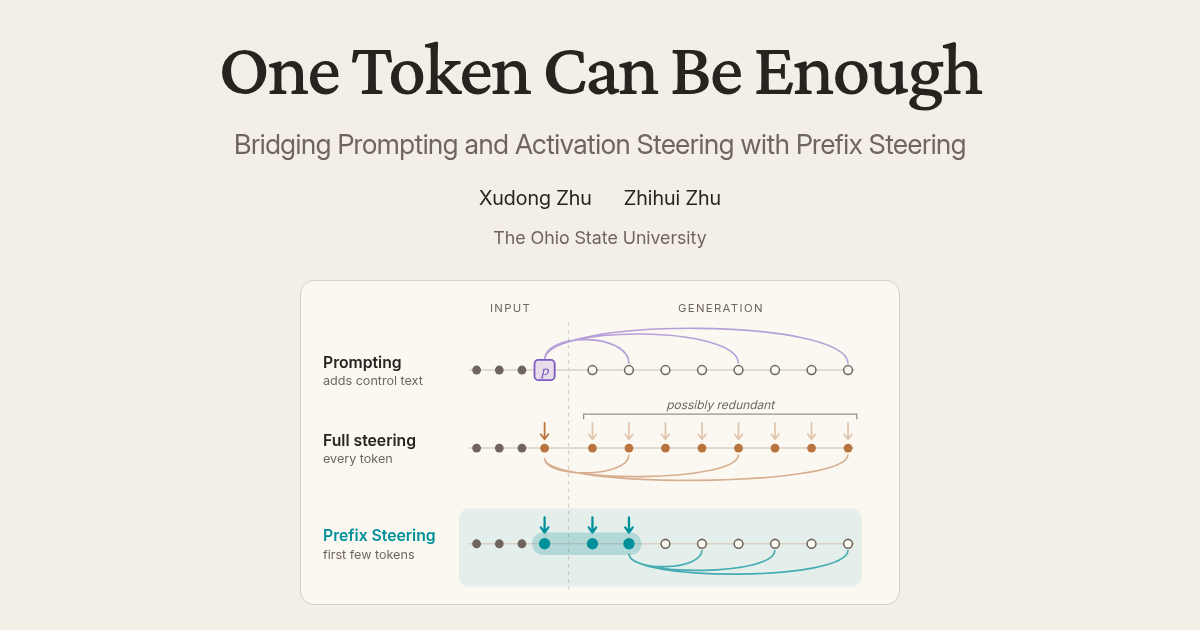 One Token Can Be Enough
Bridging Prompting and Activation Steering with Prefix Steering
Xudong Zhu Zhihui Zhu
The Ohio State University
INPUT GENERATION
Prompting
adds control text
p
possibly redundant
Full steering
every token
Prefix Steering
first few tokens